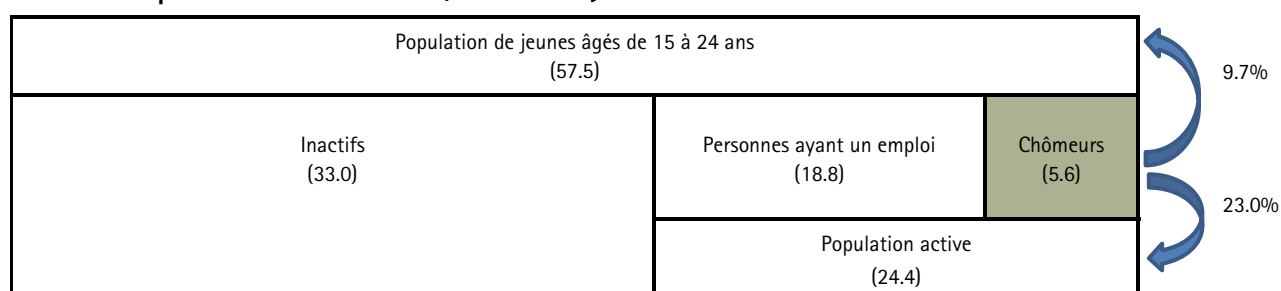 Population de jeunes âgés de 15 à 24 ans
(57.5)
9.7%
Inactifs
(33.0)
Personnes ayant un emploi
(18.8)
Chômeurs
(5.6)
23.0%
Population active
(24.4)